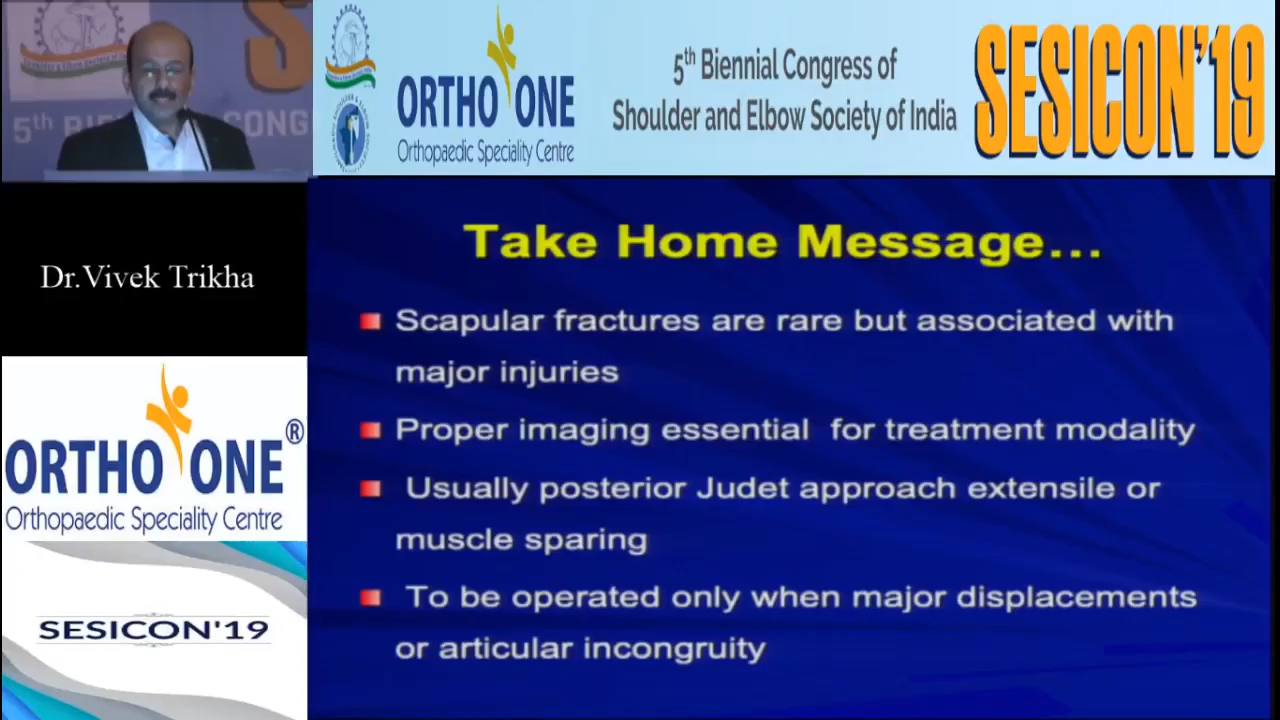 5th BIE
CONG
ORTHO ONE
Orthopaedic Speciality Centre
5th Biennial Congress of
Shoulder and Elbow Society of India
SESICON'19
Dr.Vivek Trikha
ORTHO ONE®
Orthopaedic Speciality Centre
SESICON'19
Take Home Message...
Scapular fractures are rare but associated with
major injuries
Proper imaging essential for treatment modality
Usually posterior Judet approach extensile or
muscle sparing
To be operated only when major displacements
or articular incongruity